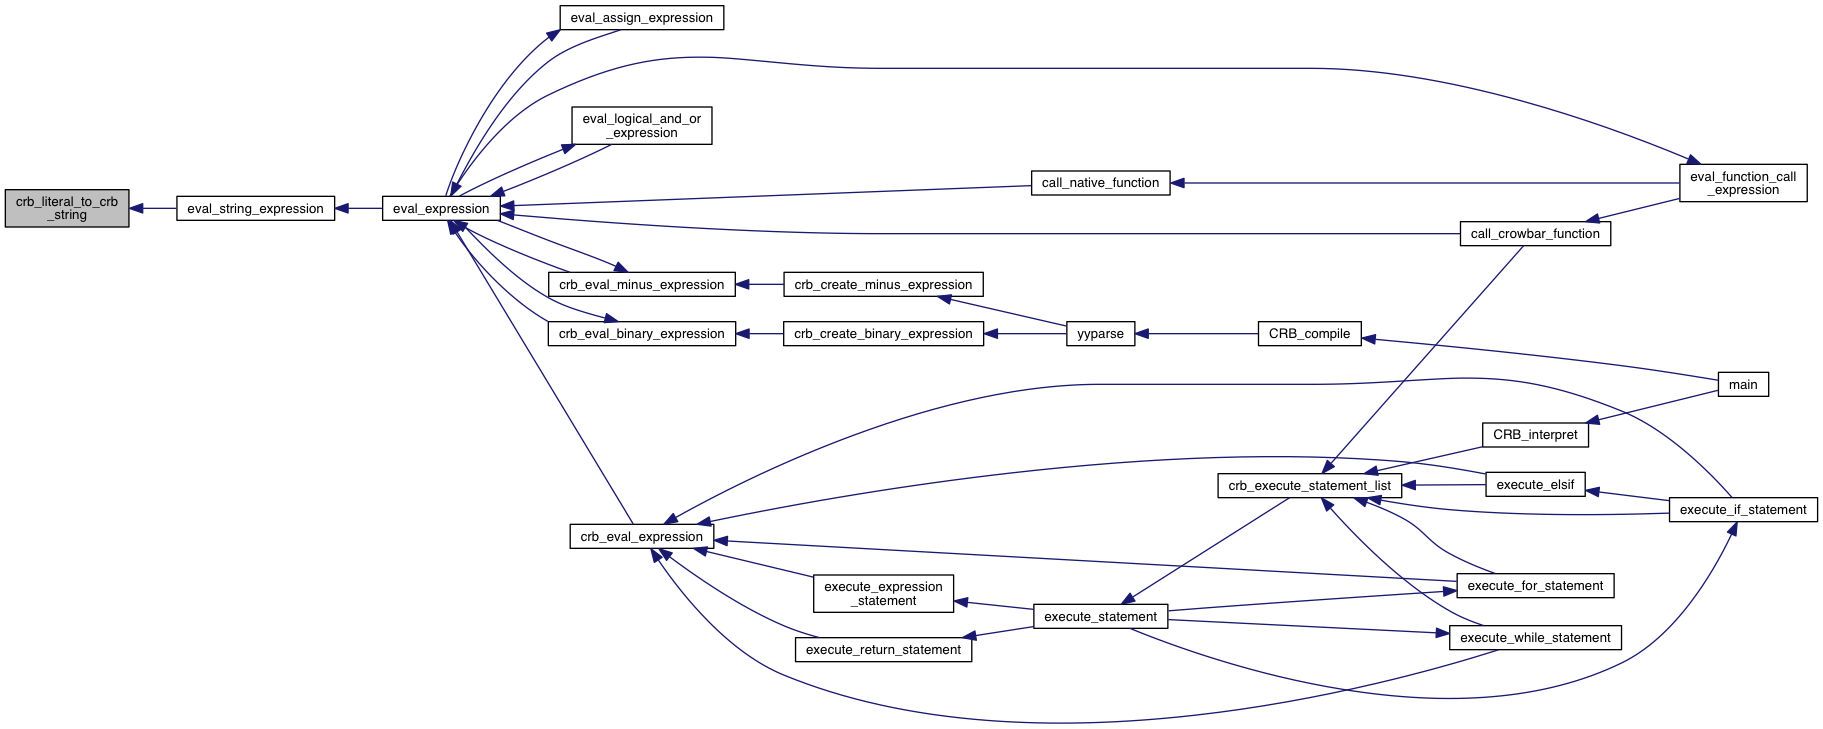 eval_assign_expression
eval_logical_and_or
_expression
crb_literal_to_crb
_string
eval_string_expression
eval_expression
call_native_function
eval_function_call
_expression
call_crowbar_function
crb_eval_minus_expression
crb_create_minus_expression
crb_eval_binary_expression
crb_create_binary_expression
yyparse
CRB_compile
main
CRB_interpret
crb_execute_statement_list
execute_elsif
execute_if_statement
crb_eval_expression
execute_expression
_statement
execute_for_statement
execute_statement
execute_return_statement
execute_while_statement